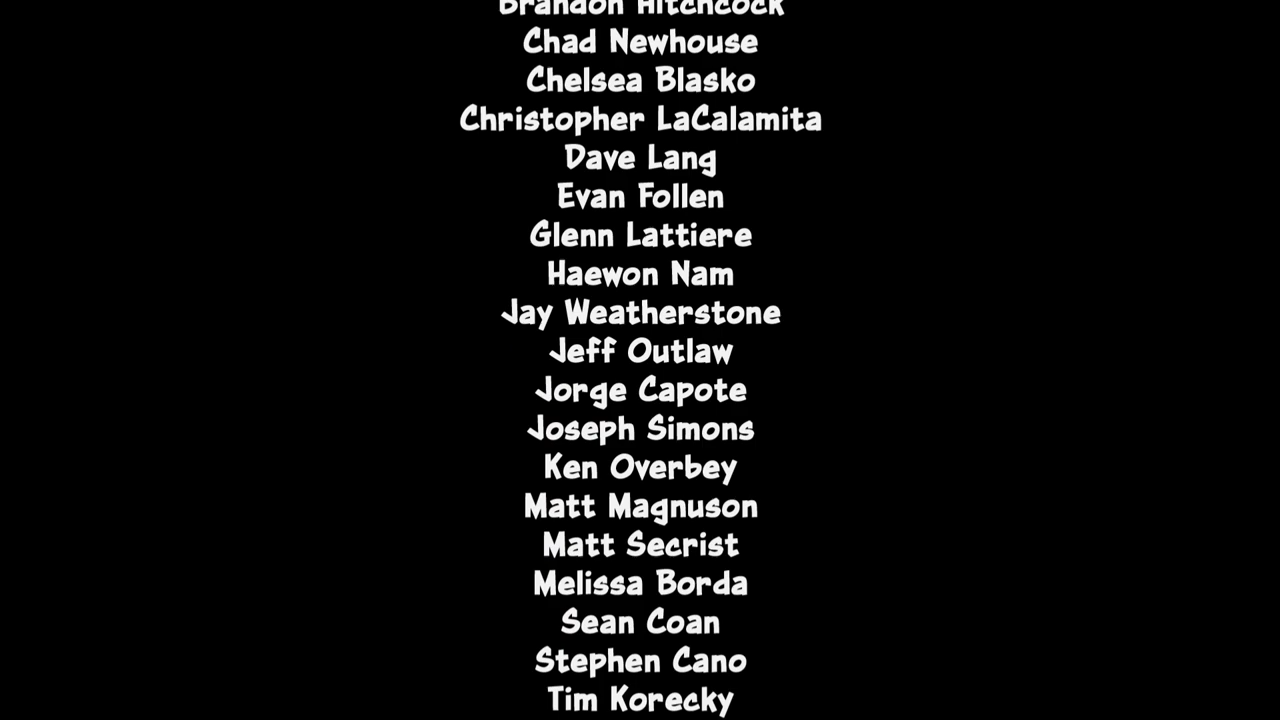 Brandon Hitchcock
Chad Newhouse
Chelsea Blasko
Christopher LaCalamita
Dave Lang
Evan Follen
Glenn Lattiere
Haewon Nam
Jay Weatherstone
Jeff Outlaw
Jorge Capote
Joseph Simons
Ken Overbey
Matt Magnuson
Matt Secrist
Melissa Borda
Sean Coan
Stephen Cano
Tim Korecky